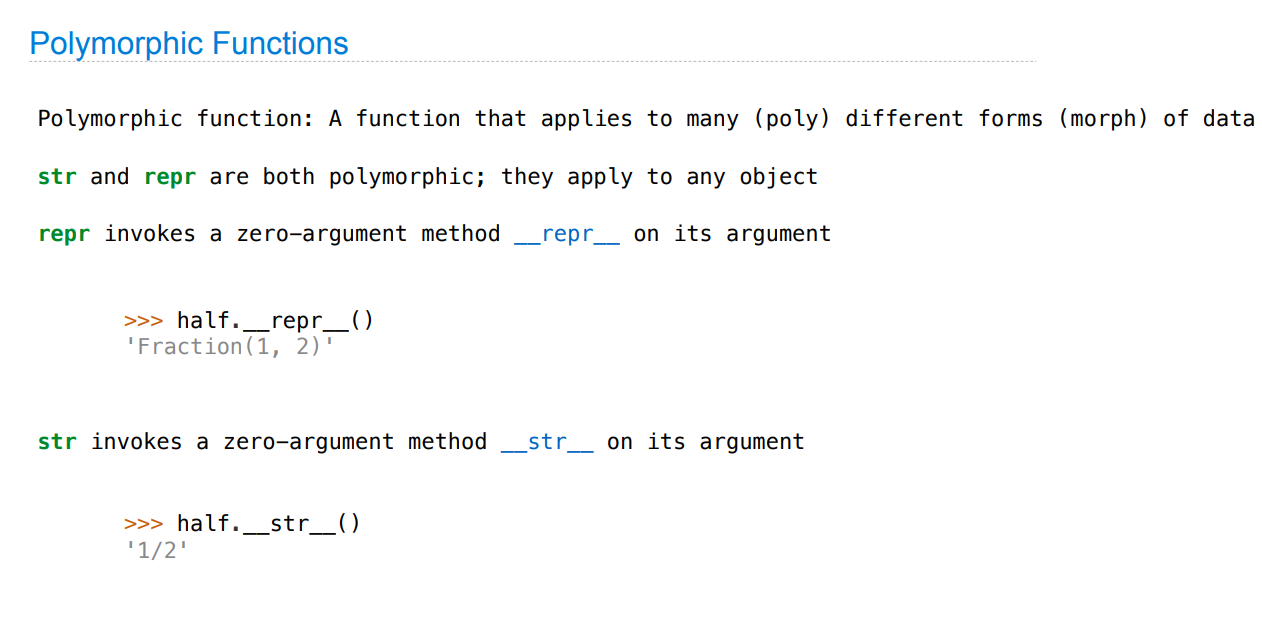 Polymorphic Functions
Polymorphic function: A function that applies to many (poly) different forms (morph) of data
str and repr are both polymorphic; they apply to any object
repr invokes a zero-argument method __repr__ on its argument
>>> half.__repr__()
'Fraction(1, 2)'
str invokes a zero-argument method __str__ on its argument
>>> half.__str__()
'1/2'